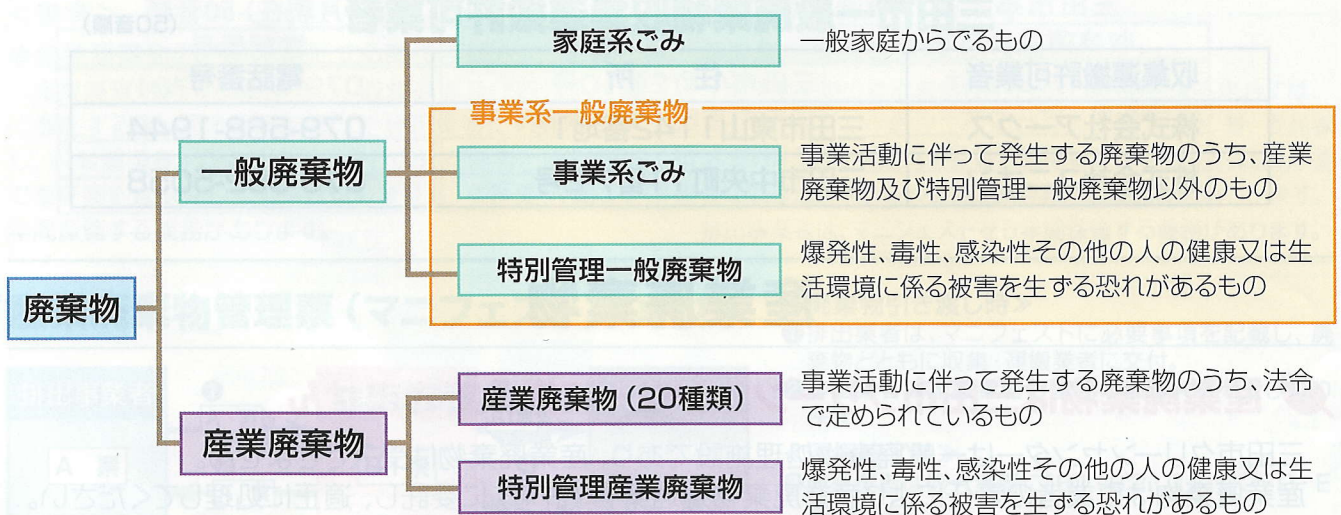 家庭系ごみ
一般家庭からでるもの
事業系一般廃棄物
一般廃棄物
事業系ごみ
事業活動に伴って発生する廃棄物のうち、産業
廃棄物及び特別管理一般廃棄物以外のもの
特別管理一般廃棄物
爆発性、毒性、感染性その他の人の健康又は生
活環境に係る被害を生ずる恐れがあるもの
廃棄物
産業廃棄物(20種類)
事業活動に伴って発生する廃棄物のうち、法令
で定められているもの
産業廃棄物
特別管理産業廃棄物
爆発性、毒性、感染性その他の人の健康又は生
活環境に係る被害を生ずる恐れがあるもの